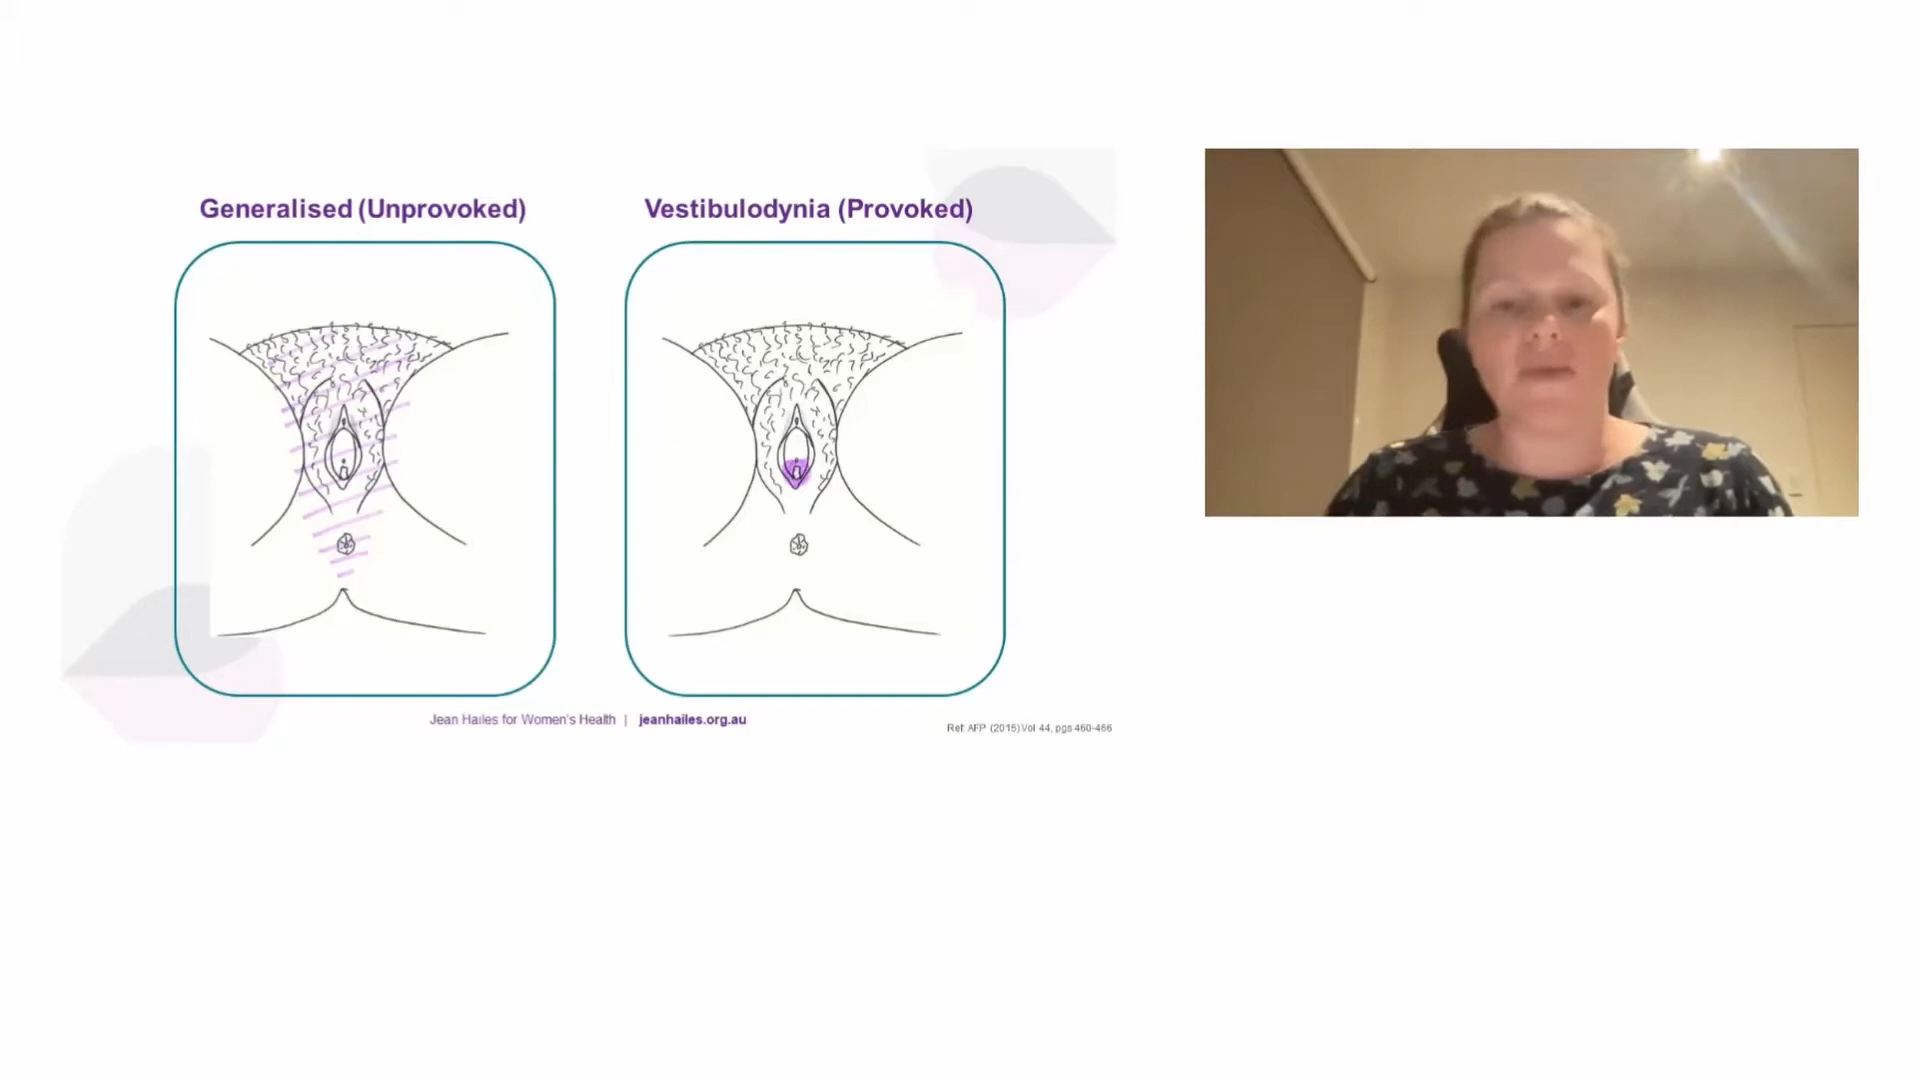 Generalised (Unprovoked)
Vestibulodynia (Provoked)
Jean Hailes for Women's Health | jeanhailes.org.au
Ref: AFP (2015) Vol 44, pgs 460-466